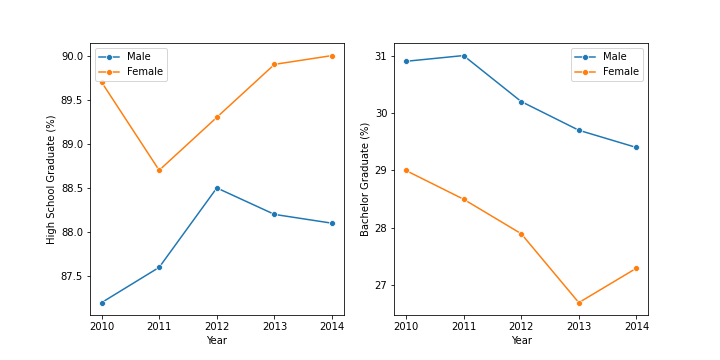 Male
Female
High School Graduate (%)
90.0
89.5
89.0
88.5
88.0
87.5
2010 2011 2012 2013 2014
Year
Male
Female
Bachelor Graduate (%)
31
30
29
28
27
2010 2011 2012 2013 2014
Year